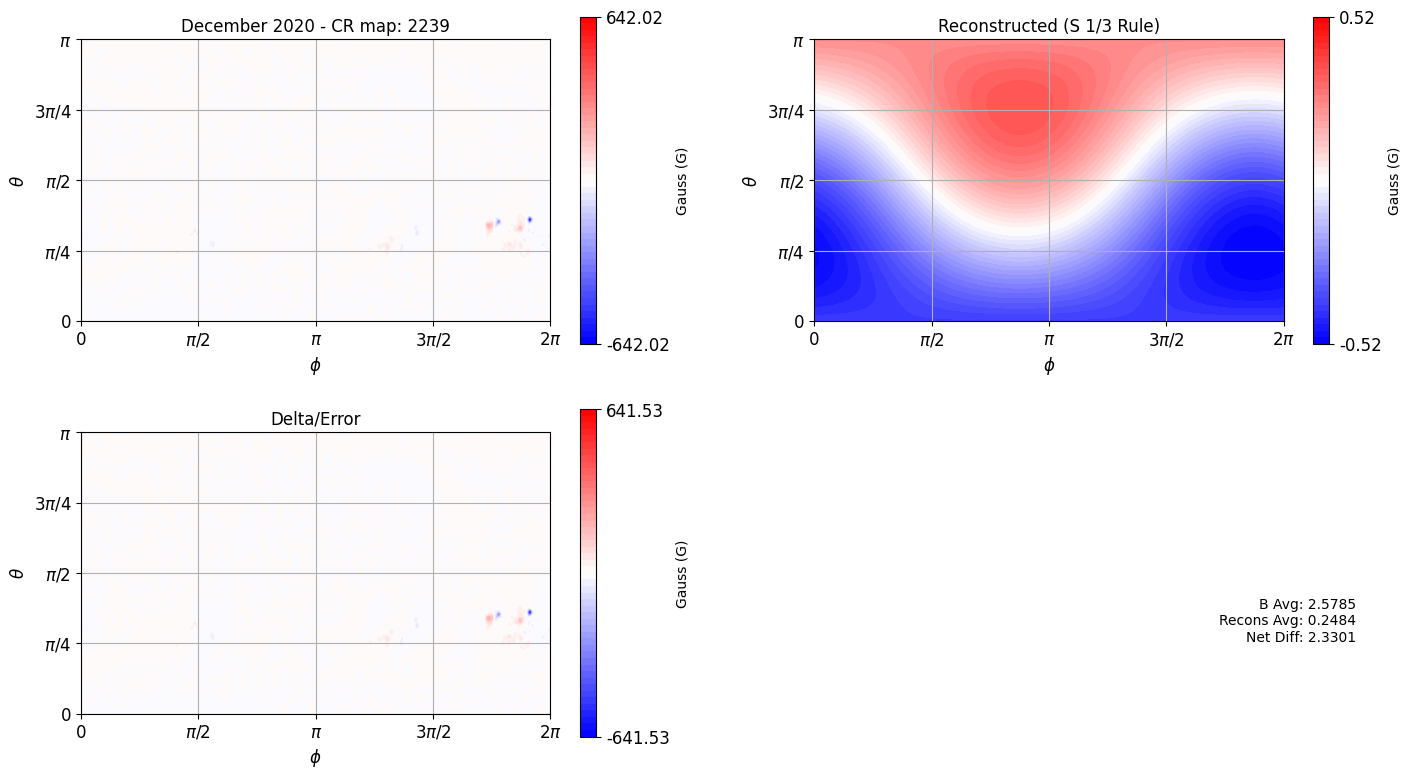 December 2020 - CR map: 2239
642.02
-642.02
Gauss (G)
π
3π/4
π/2
π/4
0
θ
0 π/2 π 3π/2 2π
ϕ
Reconstructed (S 1/3 Rule)
0.52
-0.52
Gauss (G)
π
3π/4
π/2
π/4
0
θ
0 π/2 π 3π/2 2π
ϕ
Delta/Error
641.53
-641.53
Gauss (G)
π
3π/4
π/2
π/4
0
θ
0 π/2 π 3π/2 2π
ϕ
B Avg: 2.5785
Recons Avg: 0.2484
Net Diff: 2.3301